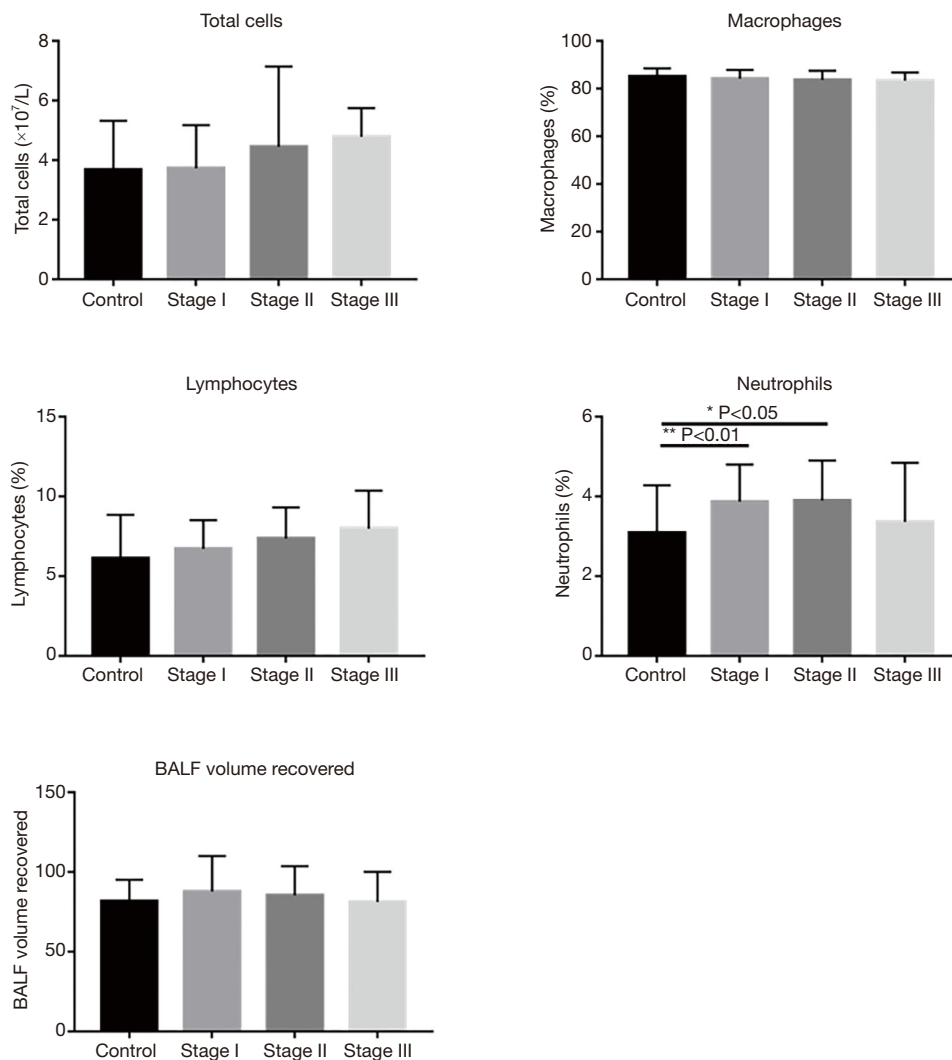 Total cells
8
6
4
2
0
Total cells (×10⁷/L)
Control Stage I Stage II Stage III
Macrophages
100
80
60
40
20
0
Macrophages (%)
Control Stage I Stage II Stage III
Lymphocytes
15
10
5
0
Lymphocytes (%)
Control Stage I Stage II Stage III
Neutrophils
6
4
2
0
Neutrophils (%)
* P<0.05
** P<0.01
Control Stage I Stage II Stage III
BALF volume recovered
150
100
50
0
BALF volume recovered
Control Stage I Stage II Stage III